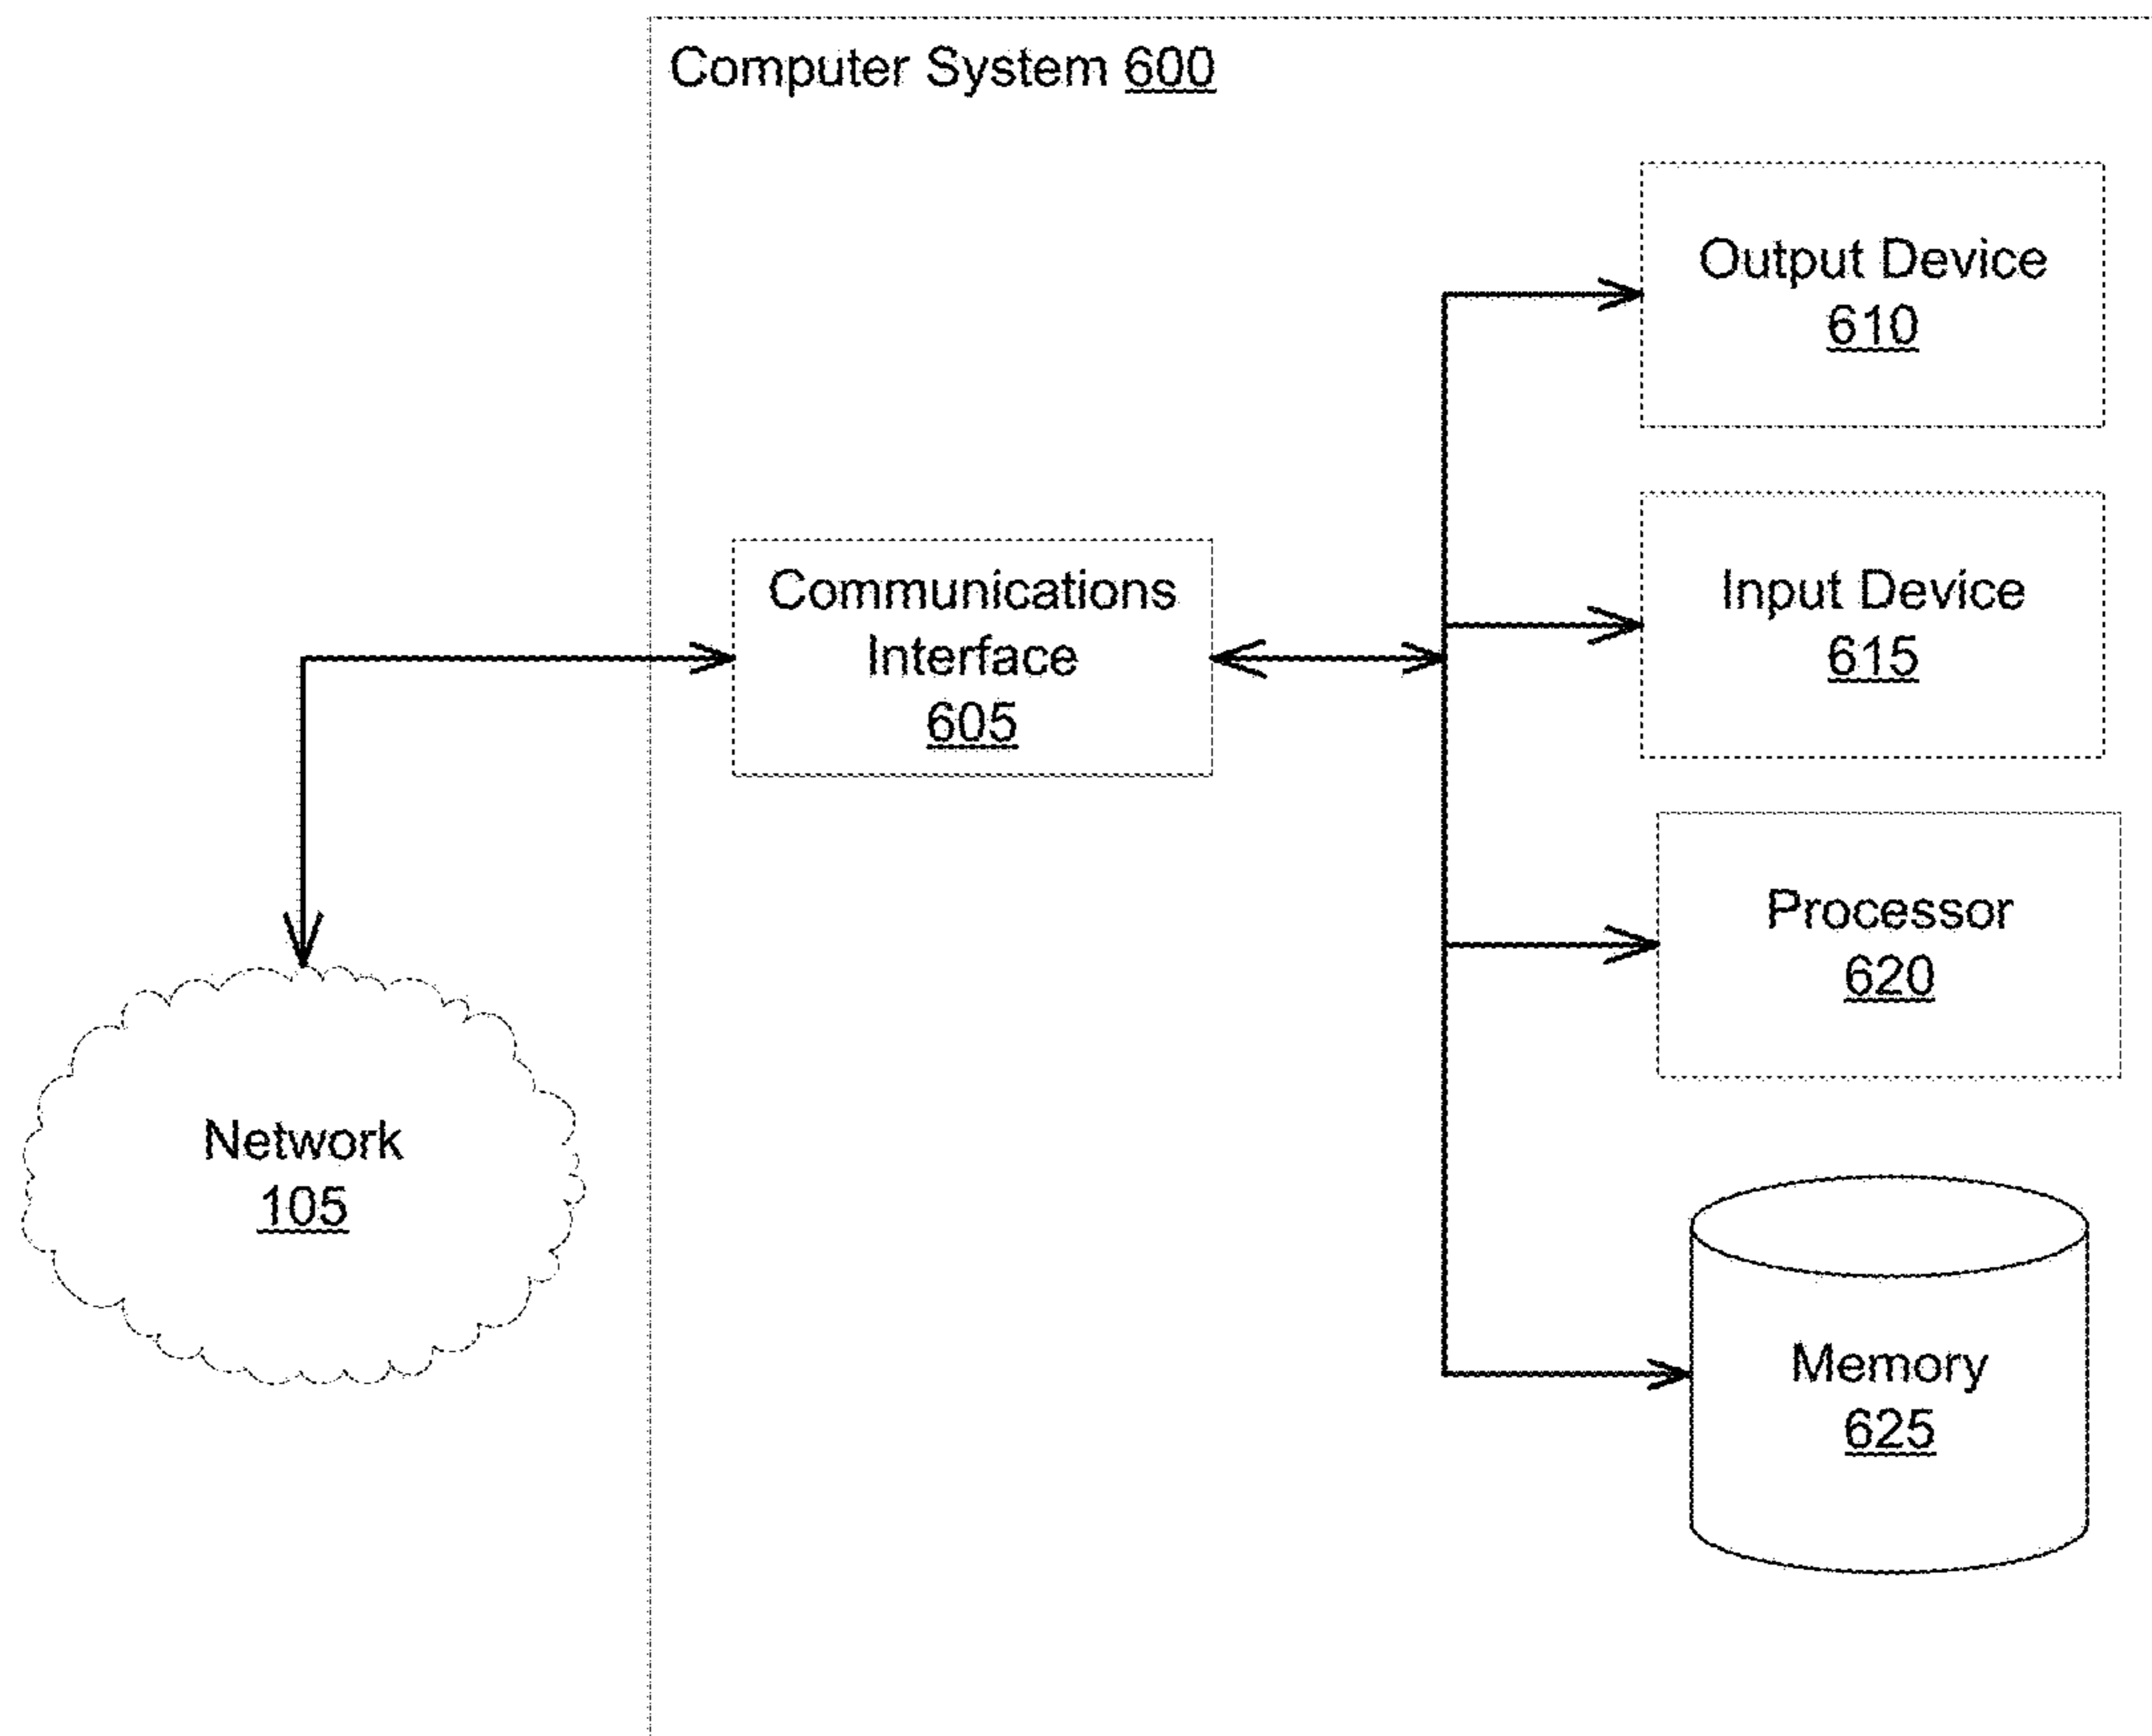 Computer System 600
Output Device
610
Communications
Interface
605
Input Device
615
Processor
620
Network
105
Memory
625